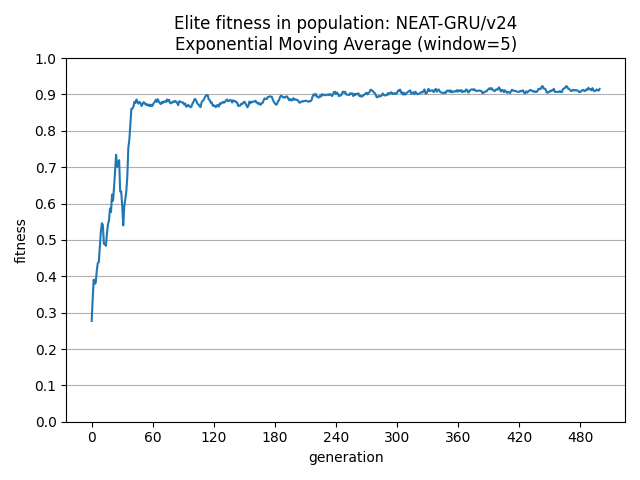 Elite fitness in population: NEAT-GRU/v24
Exponential Moving Average (window=5)
fitness
1.0
0.9
0.8
0.7
0.6
0.5
0.4
0.3
0.2
0.1
0.0
0 60 120 180 240 300 360 420 480
generation